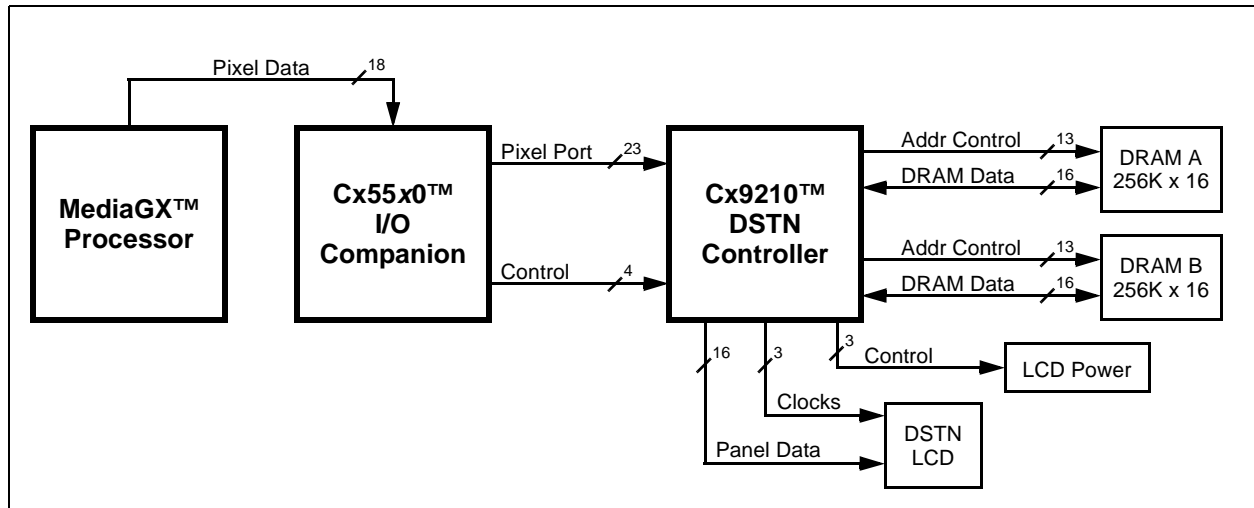 Pixel Data
18
MediaGX™
Processor
Cx55x0™
I/O
Companion
Pixel Port
23
Control
4
Cx9210™
DSTN
Controller
Addr Control
13
DRAM Data
16
DRAM A
256K x 16
Addr Control
13
DRAM Data
16
DRAM B
256K x 16
16
3
3
Control
LCD Power
Clocks
Panel Data
DSTN
LCD